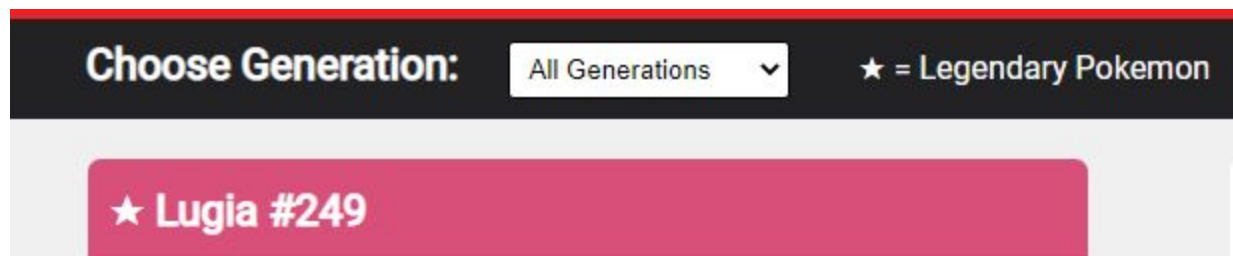 Choose Generation: All Generations ★ = Legendary Pokemon
★ Lugia #249